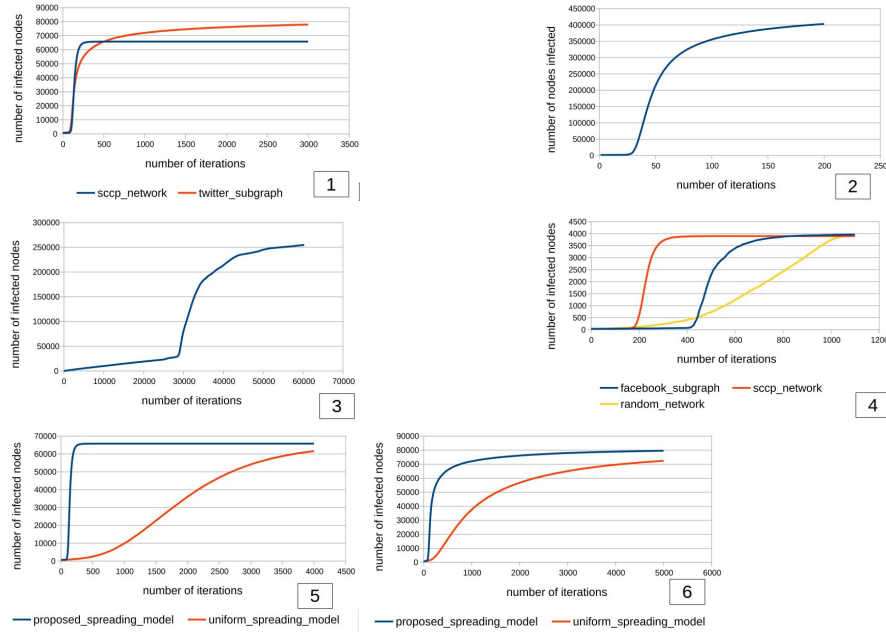 number of infected nodes
90000
80000
70000
60000
50000
40000
30000
20000
10000
0
0 500 1000 1500 2000 2500 3000 3500
number of iterations
sccp_network twitter_subgraph
1
number of nodes infected
450000
400000
350000
300000
250000
200000
150000
100000
50000
0
0 50 100 150 200 250
number of iterations
2
number of infected nodes
300000
250000
200000
150000
100000
50000
0
0 10000 20000 30000 40000 50000 60000 70000
number of iterations
3
number of infected nodes
4500
4000
3500
3000
2500
2000
1500
1000
500
0
0 200 400 600 800 1000 1200
number of iterations
facebook_subgraph sccp_network
random_network
4
number of infected nodes
70000
60000
50000
40000
30000
20000
10000
0
0 500 1000 1500 2000 2500 3000 3500 4000 4500
number of iterations
5
proposed_spreading_model uniform_spreading_model
number of infected nodes
90000
80000
70000
60000
50000
40000
30000
20000
10000
0
0 1000 2000 3000 4000 5000 6000
number of iterations
6
proposed_spreading_model uniform_spreading_model